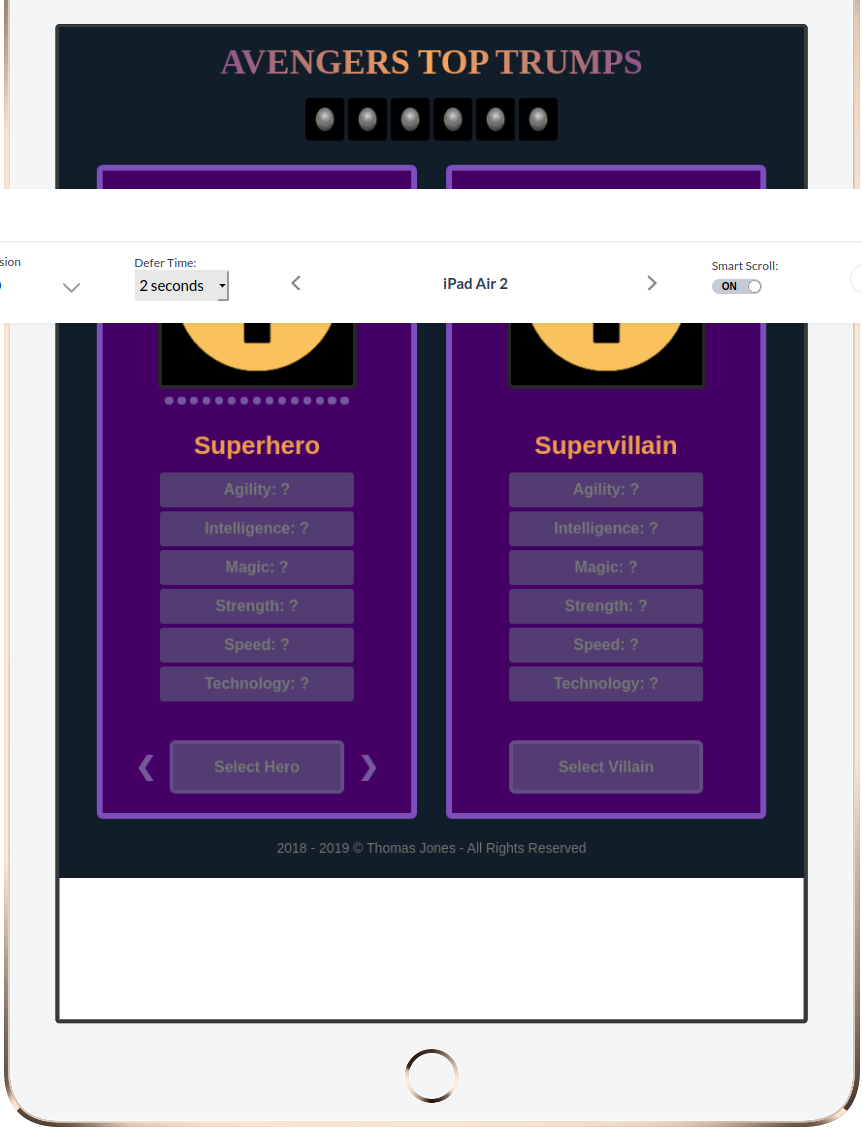 AVENGERS TOP TRUMPS
sion
Defer Time:
2 seconds
iPad Air 2
Smart Scroll:
ON
Superhero
Supervillain
Agility: ?
Agility: ?
Intelligence: ?
Intelligence: ?
Magic: ?
Magic: ?
Strength: ?
Strength: ?
Speed: ?
Speed: ?
Technology: ?
Technology: ?
❮
Select Hero
❯
Select Villain
2018 - 2019 © Thomas Jones - All Rights Reserved